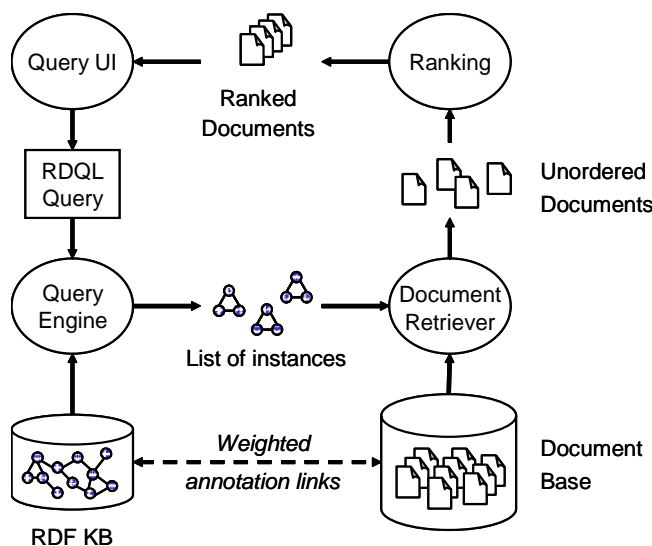 Query UI
Ranking
Ranked
Documents
RDQL
Query
Unordered
Documents
Query
Engine
List of instances
Document
Retriever
Weighted
annotation links
Document
Base
RDF KB